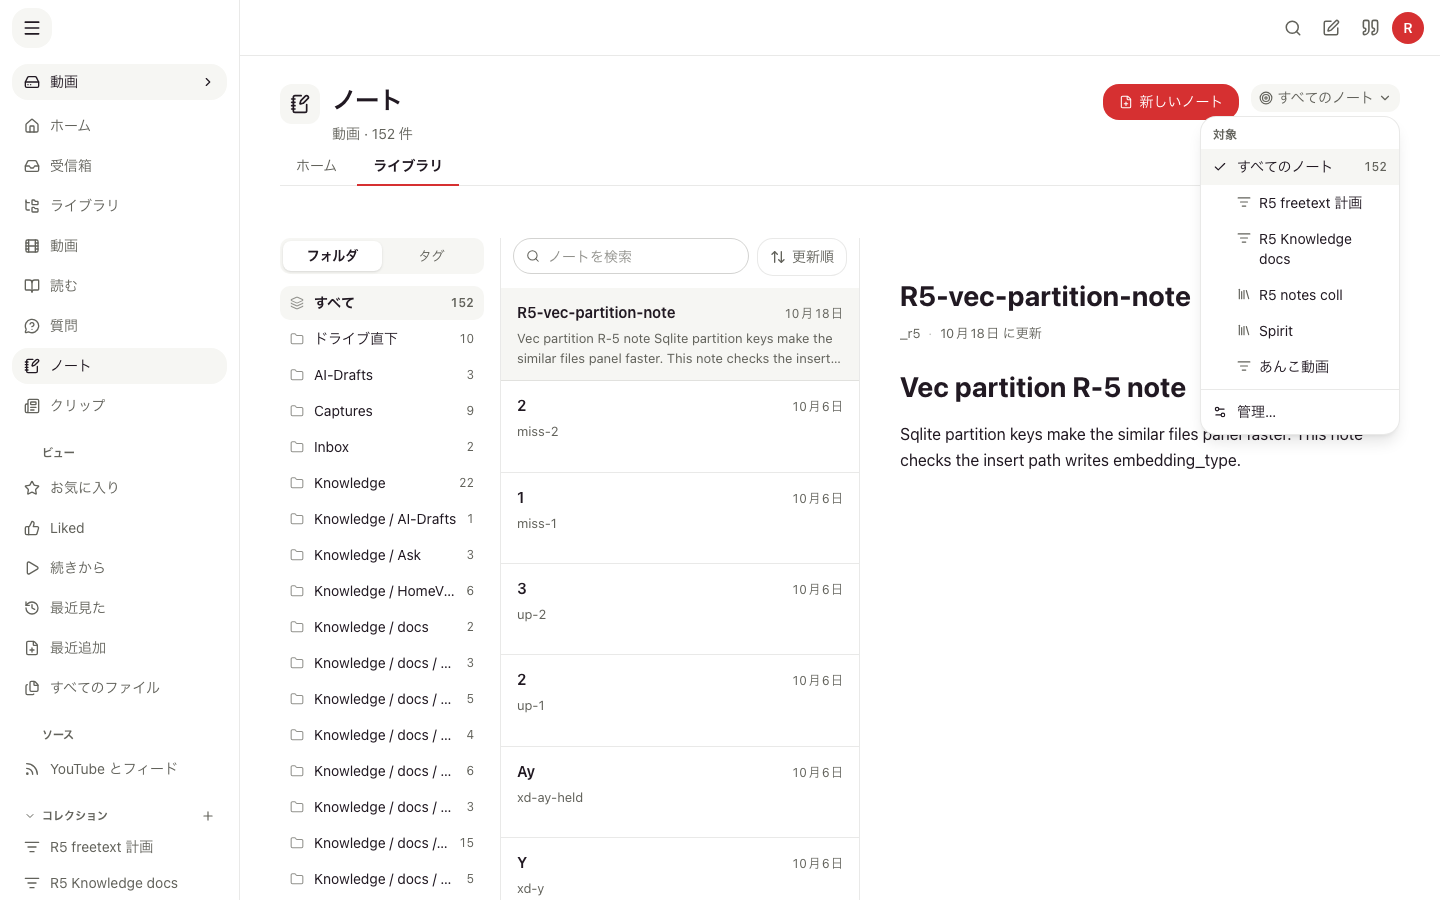 動画
ホーム
受信箱
ライブラリ
動画
読む
質問
ノート
クリップ
ビュー
お気に入り
Liked
続きから
最近見た
最近追加
すべてのファイル
ソース
YouTube とフィード
コレクション
R5 freetext 計画
R5 Knowledge docs
R
ノート
動画 · 152 件
新しいノート
すべてのノート
ホーム
ライブラリ
対象
すべてのノート 152
R5 freetext 計画
R5 Knowledge
docs
R5 notes coll
Spirit
あんこ動画
管理...
フォルダ
タグ
すべて 152
ドライブ直下 10
AI-Drafts 3
Captures 9
Inbox 2
Knowledge 22
Knowledge / AI-Drafts 1
Knowledge / Ask 3
Knowledge / HomeV... 6
Knowledge / docs 2
Knowledge / docs / ... 3
Knowledge / docs / ... 5
Knowledge / docs / ... 4
Knowledge / docs / ... 6
Knowledge / docs / ... 3
Knowledge / docs /... 15
Knowledge / docs / ... 5
ノートを検索
更新順
R5-vec-partition-note 10月18日
Vec partition R-5 note Sqlite partition keys make the
similar files panel faster. This note checks the insert...
2 10月6日
miss-2
1 10月6日
miss-1
3 10月6日
up-2
2 10月6日
up-1
Ay 10月6日
xd-ay-held
Y 10月6日
xd-y
R5-vec-partition-note
_r5 · 10月18日 に更新
Vec partition R-5 note
Sqlite partition keys make the similar files panel faster. This note
checks the insert path writes embedding_type.